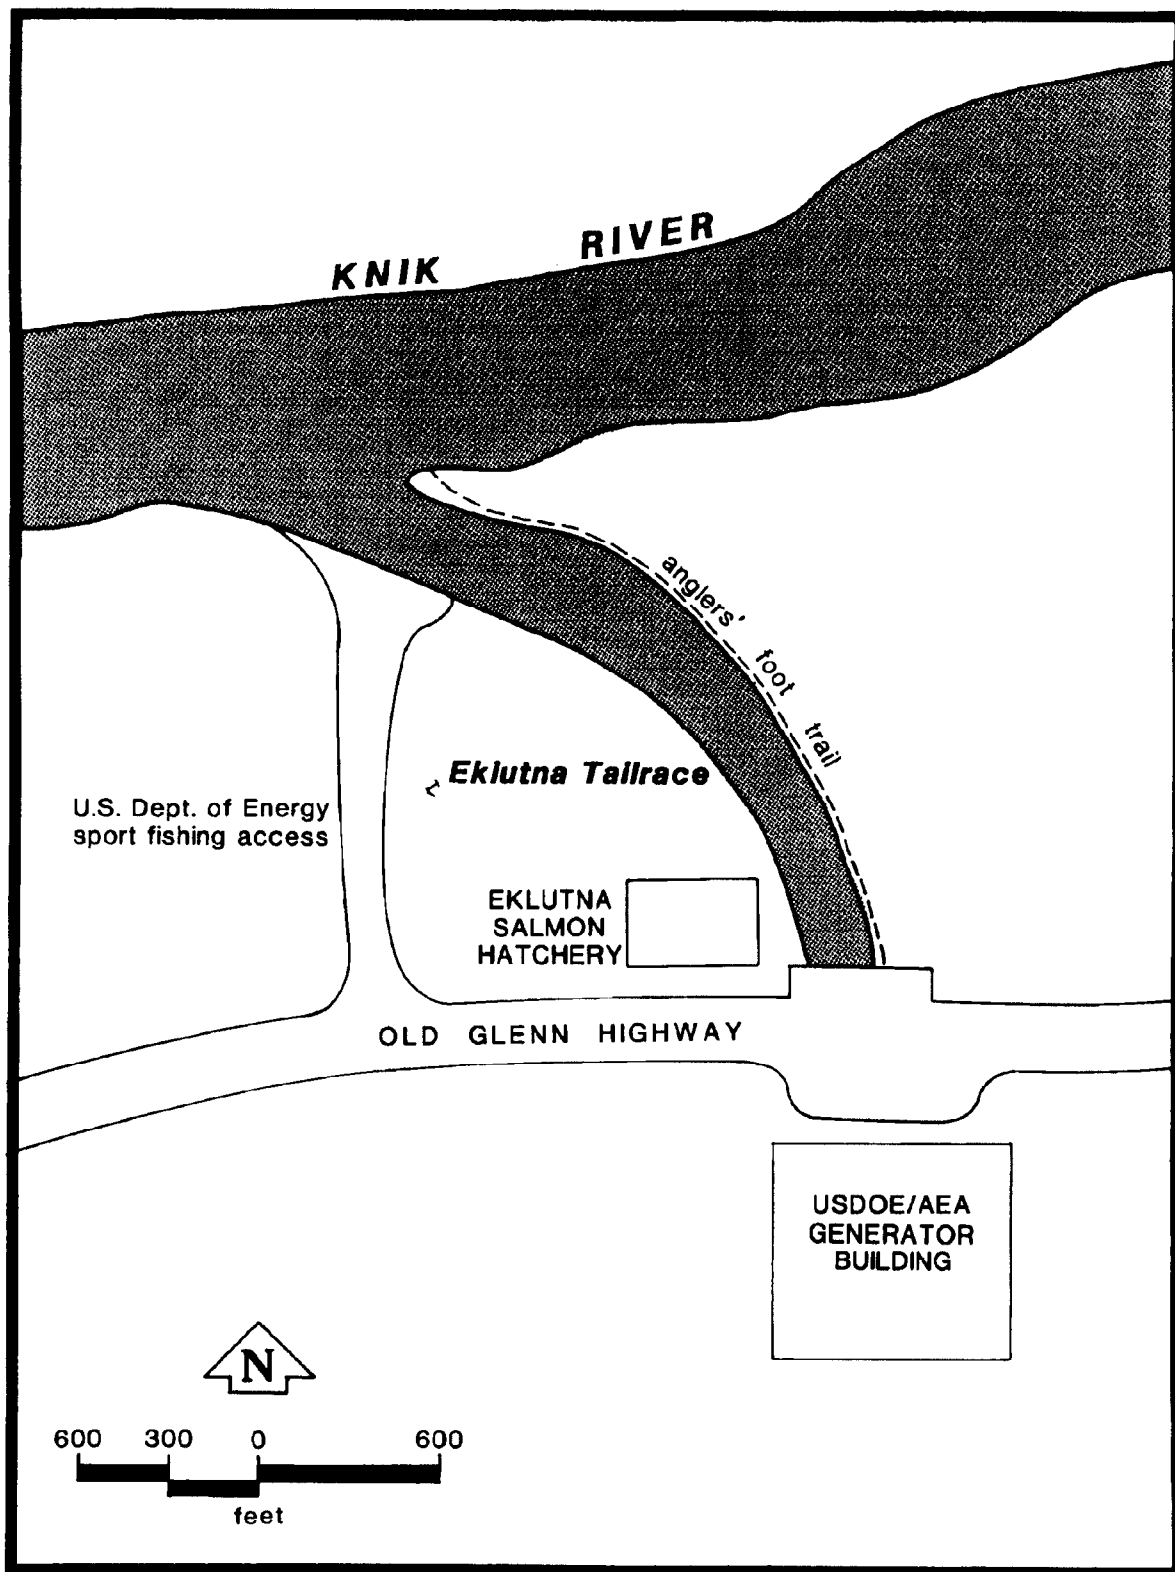 KNIK RIVER
anglers' foot trail
Eklutna Tailrace
U.S. Dept. of Energy
sport fishing access
EKLUTNA
SALMON
HATCHERY
OLD GLENN HIGHWAY
USDOE/AEA
GENERATOR
BUILDING
N
600 300 0 600
feet